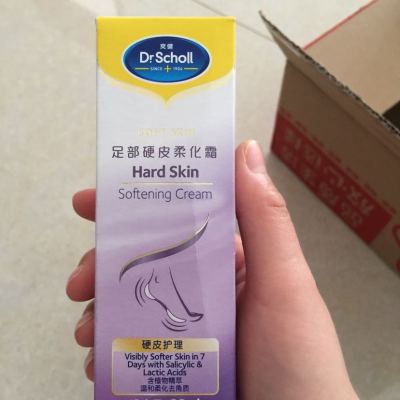 爽健
Dr Scholl
SINCE 1904
SOFT SKIN
足部硬皮柔化霜
Hard Skin
Softening Cream
硬皮护理
Visibly Softer Skin in 7
Days with Salicylic &
Lactic Acids
含植物精萃
温和柔化去角质